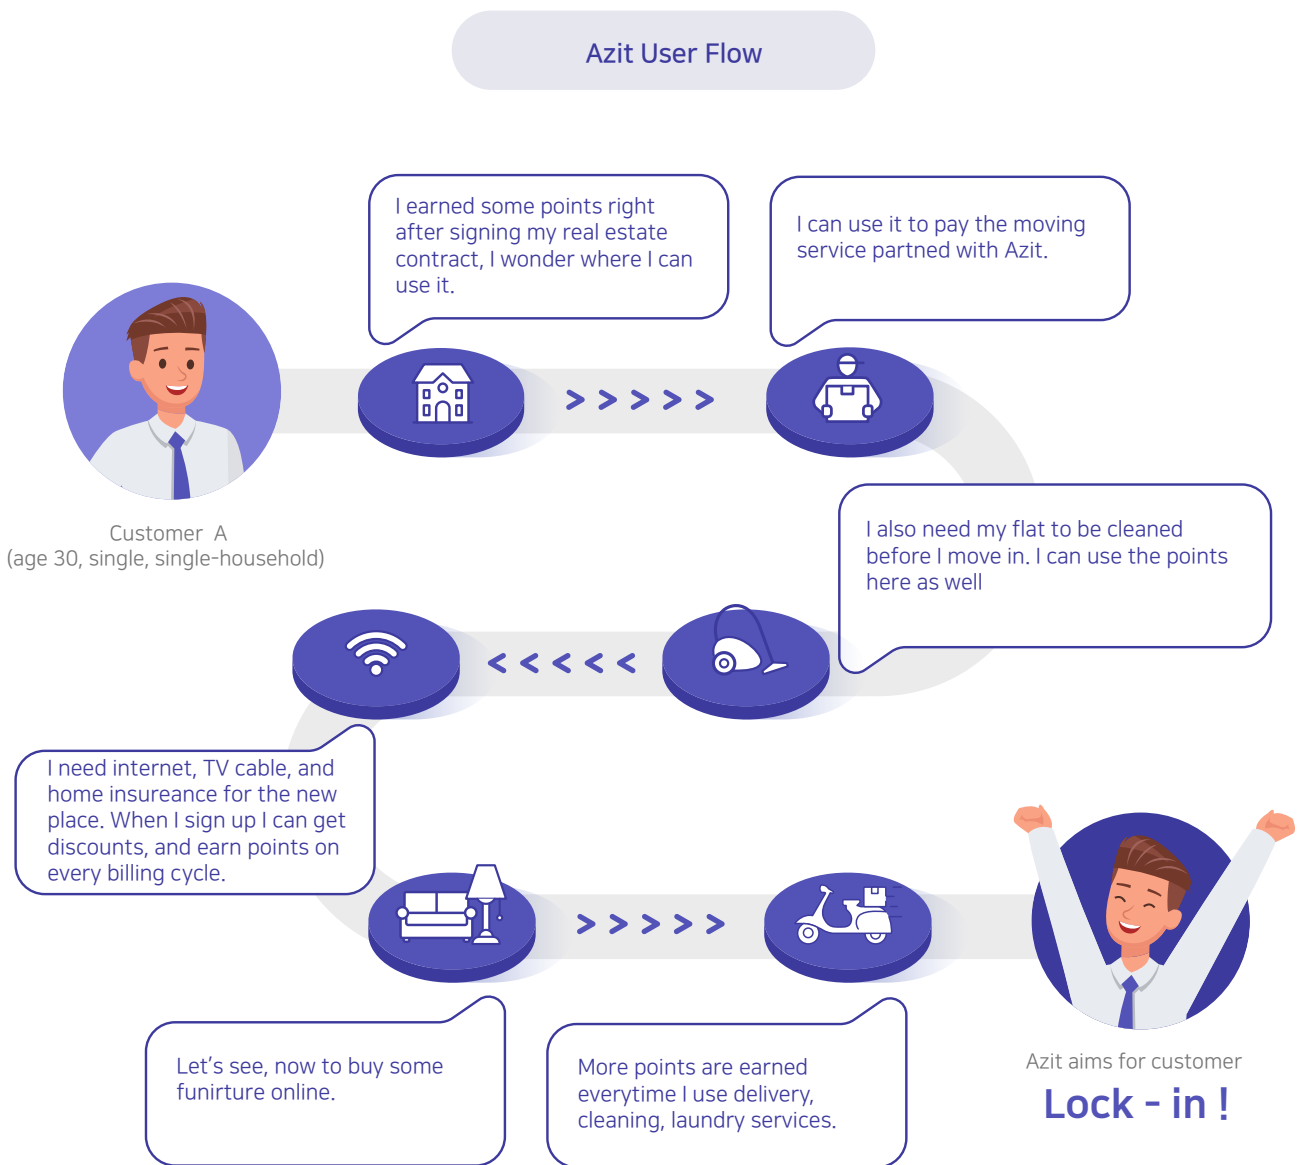 Azit User Flow
I earned some points right
after signing my real estate
contract, I wonder where I can
use it.
I can use it to pay the moving
service partned with Azit.
Customer A
(age 30, single, single-household)
I also need my flat to be cleaned
before I move in. I can use the points
here as well
I need internet, TV cable, and
home insureance for the new
place. When I sign up I can get
discounts, and earn points on
every billing cycle.
Let's see, now to buy some
funirture online.
More points are earned
everytime I use delivery,
cleaning, laundry services.
Azit aims for customer
Lock - in !